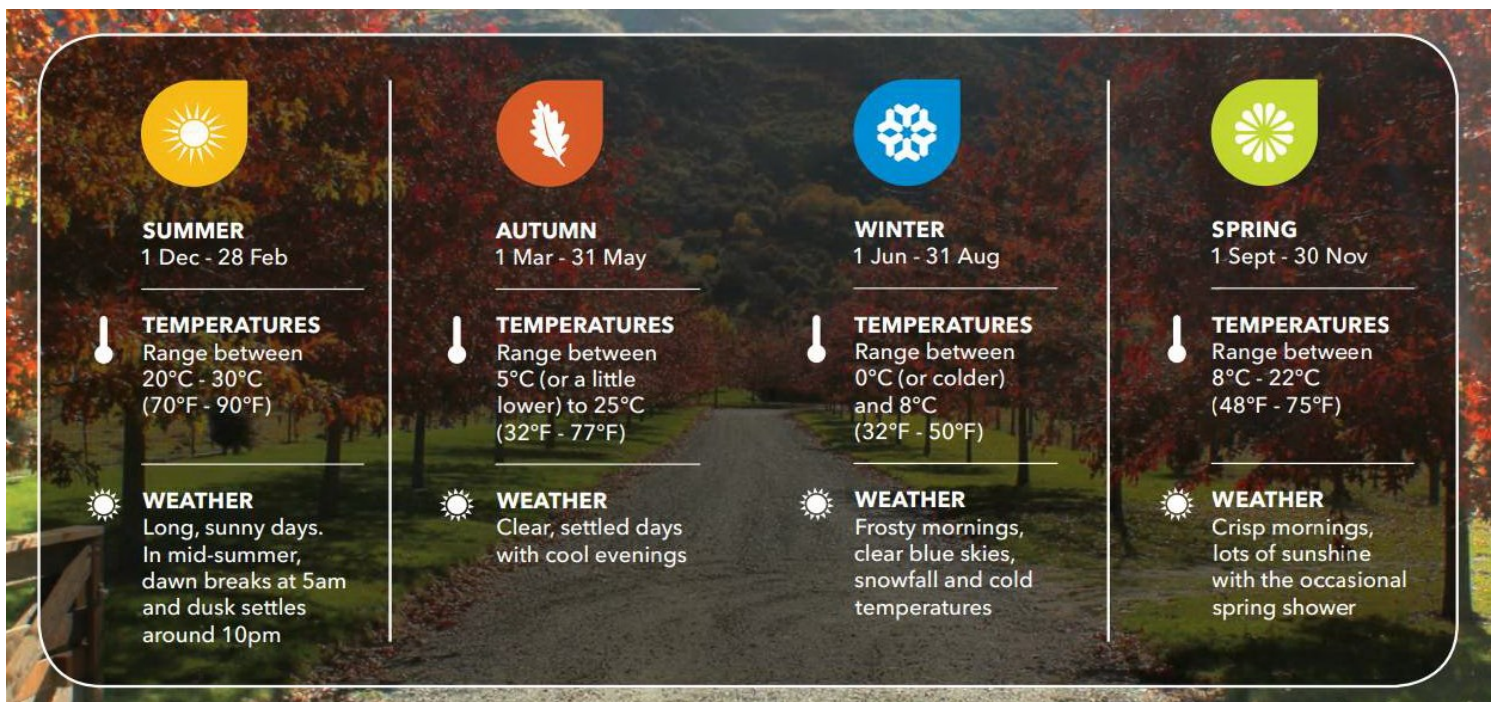 SUMMER
1 Dec - 28 Feb
TEMPERATURES
Range between
20°C - 30°C
(70°F - 90°F)
WEATHER
Long, sunny days.
In mid-summer,
dawn breaks at 5am
and dusk settles
around 10pm
AUTUMN
1 Mar - 31 May
TEMPERATURES
Range between
5°C (or a little
lower) to 25°C
(32°F - 77°F)
WEATHER
Clear, settled days
with cool evenings
WINTER
1 Jun - 31 Aug
TEMPERATURES
Range between
0°C (or colder)
and 8°C
(32°F - 50°F)
WEATHER
Frosty mornings,
clear blue skies,
snowfall and cold
temperatures
SPRING
1 Sept - 30 Nov
TEMPERATURES
Range between
8°C - 22°C
(48°F - 75°F)
WEATHER
Crisp mornings,
lots of sunshine
with the occasional
spring shower